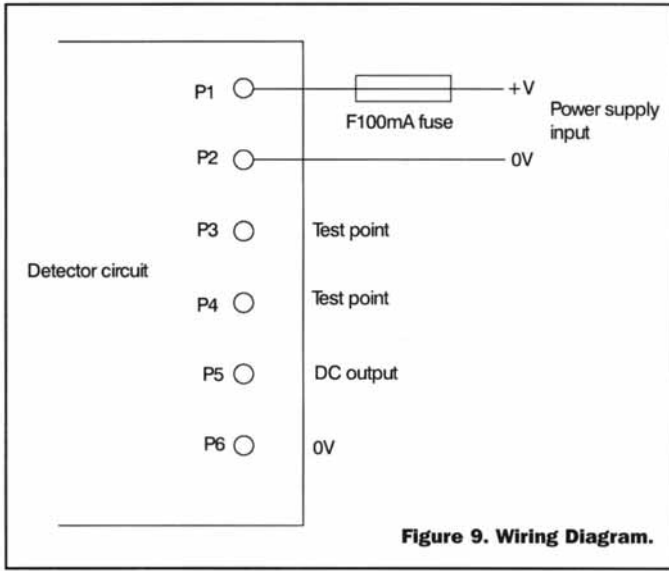 P1
+V
F100mA fuse
Power supply
input
P2
0V
P3
Test point
Detector circuit
P4
Test point
P5
DC output
P6
0V
Figure 9. Wiring Diagram.